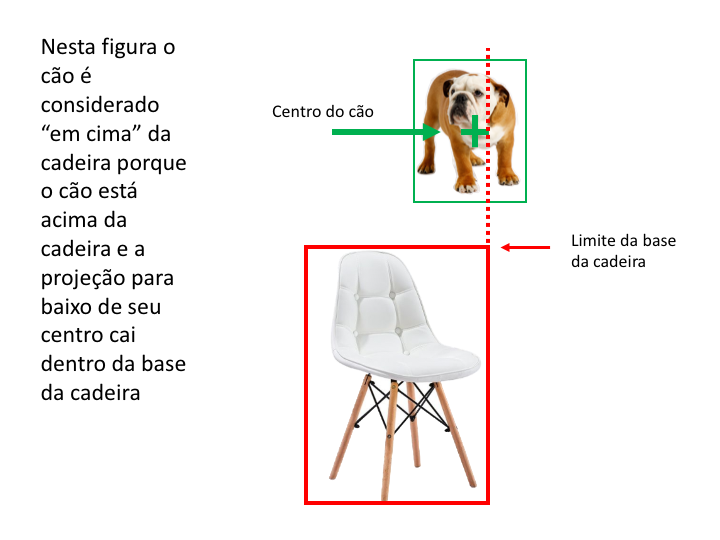 Nesta figura o
cão é
considerado
“em cima” da
cadeira porque
o cão está
acima da
cadeira e a
projeção para
baixo de seu
centro cai
dentro da base
da cadeira
Centro do cão
Limite da base
da cadeira